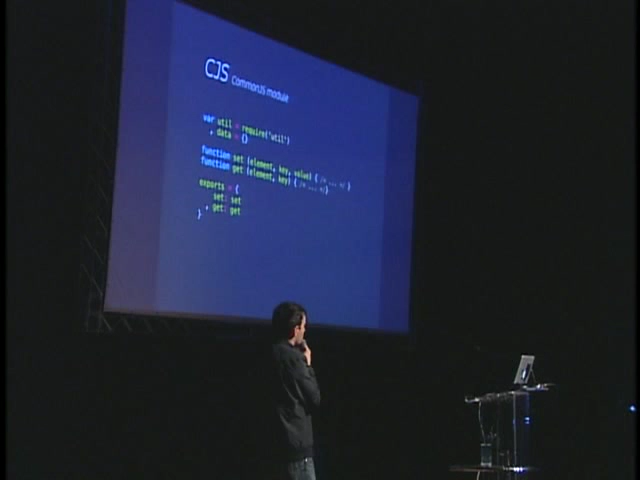 CJS CommonJS module
var util = require("util")
, data = {}
function set (element, key, value) { /* ... */ }
function get (element, key) { /* ... */ }
exports = {
set: set
, get: get
}